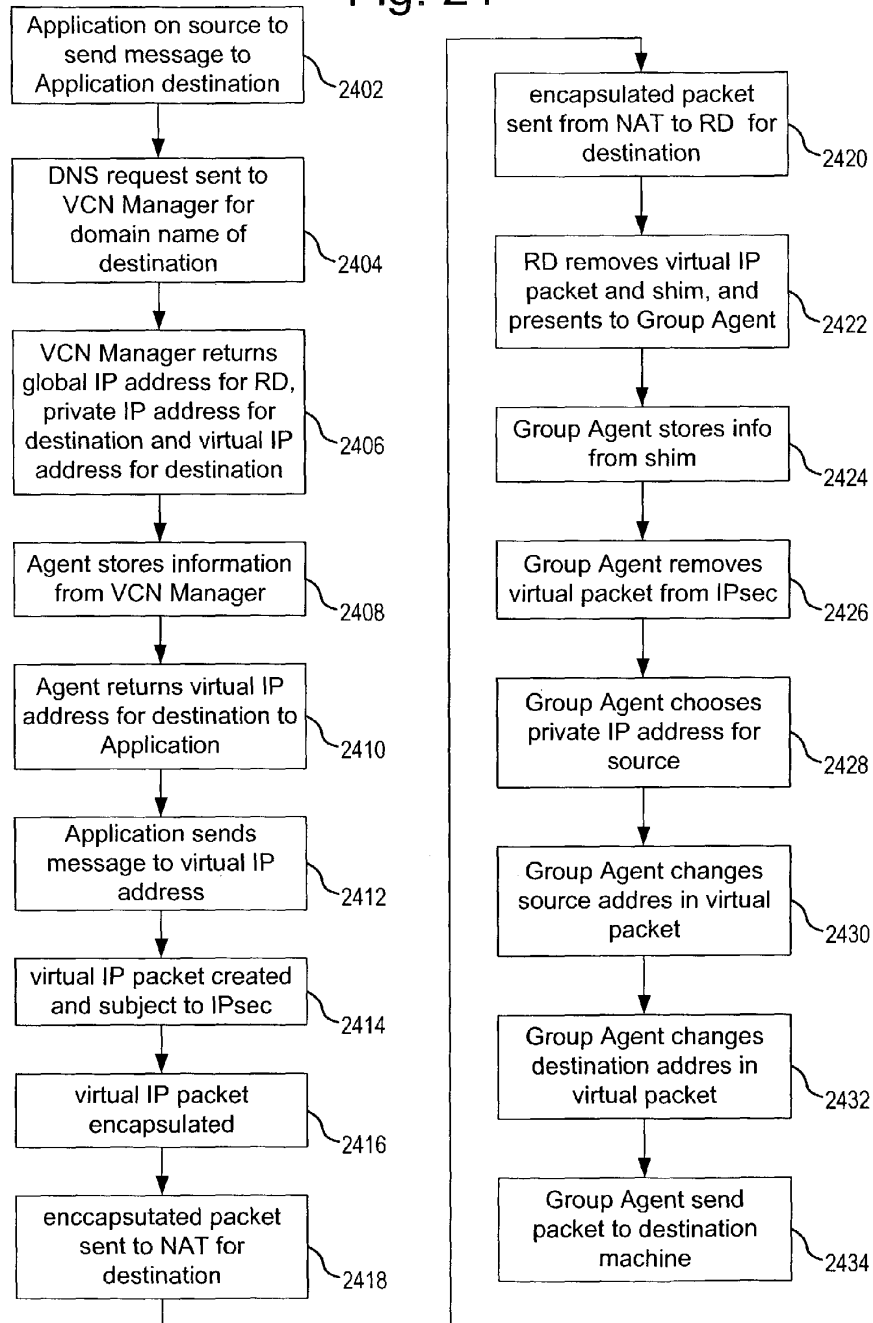 Fig. 24
Application on source to
send message to
Application destination
2402
DNS request sent to
VCN Manager for
domain name of
destination
2404
VCN Manager returns
global IP address for RD,
private IP address for
destination and virtual IP
address for destination
2406
Agent stores information
from VCN Manager
2408
Agent returns virtual IP
address for destination to
Application
2410
Application sends
message to virtual IP
address
2412
virtual IP packet created
and subject to IPsec
2414
virtual IP packet
encapsulated
2416
enccapsutated packet
sent to NAT for
destination
2418
encapsulated packet
sent from NAT to RD for
destination
2420
RD removes virtual IP
packet and shim, and
presents to Group Agent
2422
Group Agent stores info
from shim
2424
Group Agent removes
virtual packet from IPsec
2426
Group Agent chooses
private IP address for
source
2428
Group Agent changes
source addres in virtual
packet
2430
Group Agent changes
destination addres in
virtual packet
2432
Group Agent send
packet to destination
machine
2434